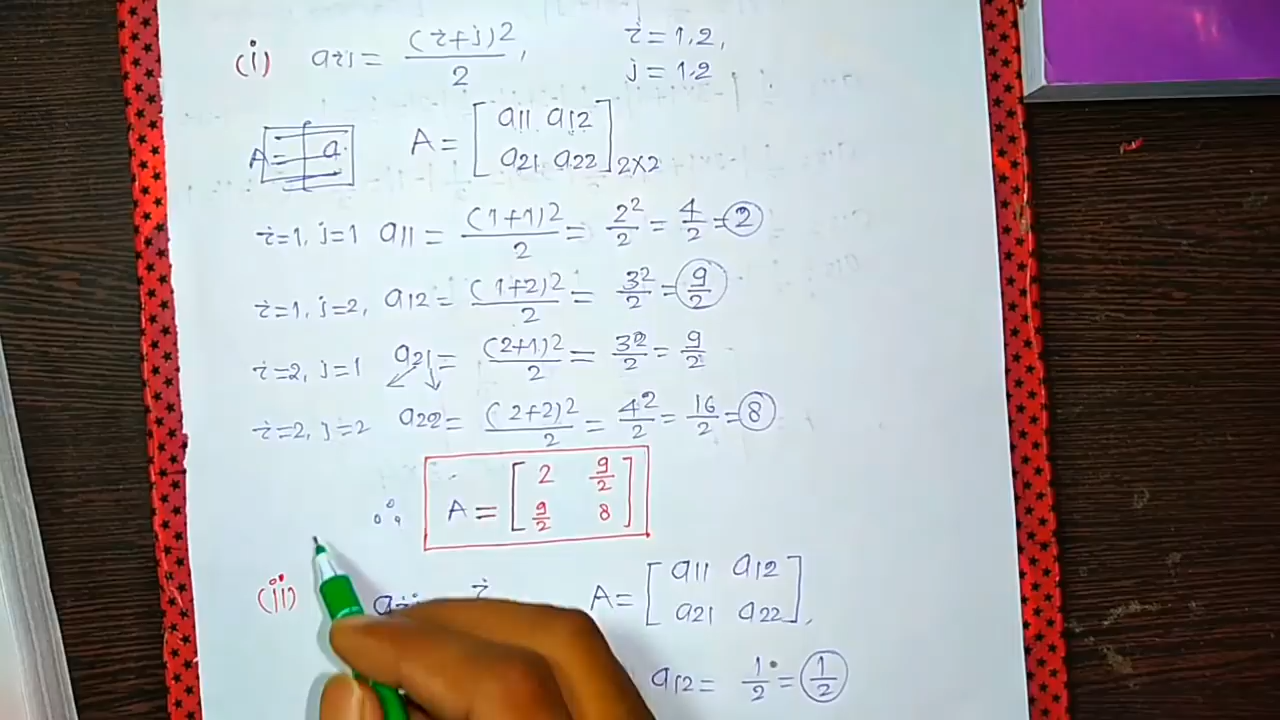 (i) aij = (i+j)2 / 2, i = 1,2,
j = 1,2
A = a A = [ a11 a12
a21 a22 ] 2×2
i=1, j=1 a11 = (1+1)2 / 2 = 2² / 2 = 4/2 = 2
i=1, j=2, a12 = (1+2)2 / 2 = 3² / 2 = 9/2
i=2, j=1 a21 = (2+1)2 / 2 = 3² / 2 = 9/2
i=2, j=2 a22 = (2+2)² / 2 = 4² / 2 = 16/2 = 8
∴ A = [ 2 9/2
9/2 8 ]
(ii) i A = [ a11 a12
a21 a22 ],
a12 = 1/2 = 1/2